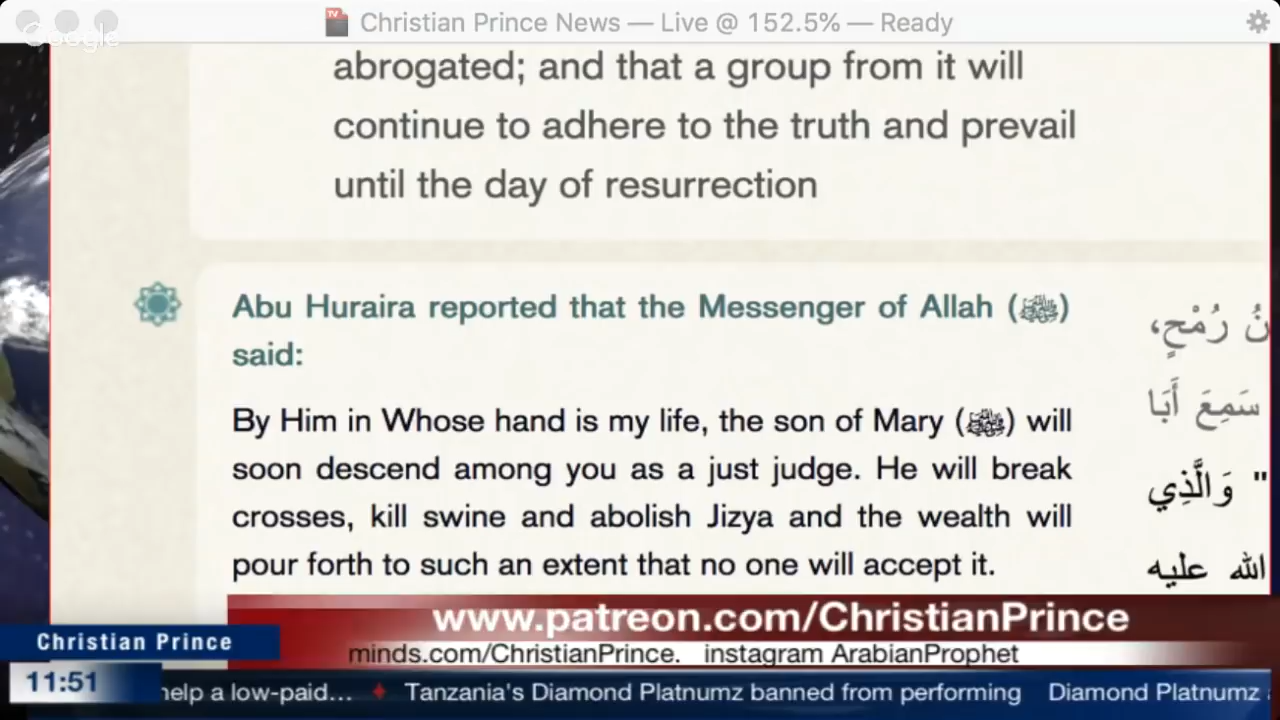 Christian Prince News — Live @ 152.5% — Ready
Google
abrogated; and that a group from it will
continue to adhere to the truth and prevail
until the day of resurrection
Abu Huraira reported that the Messenger of Allah (ﷺ)
said:
By Him in Whose hand is my life, the son of Mary (ﷺ) will
soon descend among you as a just judge. He will break
crosses, kill swine and abolish Jizya and the wealth will
pour forth to such an extent that no one will accept it.
نُ رُمْحٍ،
سَمِعَ أَبَا
" وَالَّذِي
الله عليه
www.patreon.com/ChristianPrince
Christian Prince
minds.com/ChristianPrince. instagram ArabianProphet
11:51
help a low-paid... ♦ Tanzania's Diamond Platnumz banned from performing Diamond Platnumz